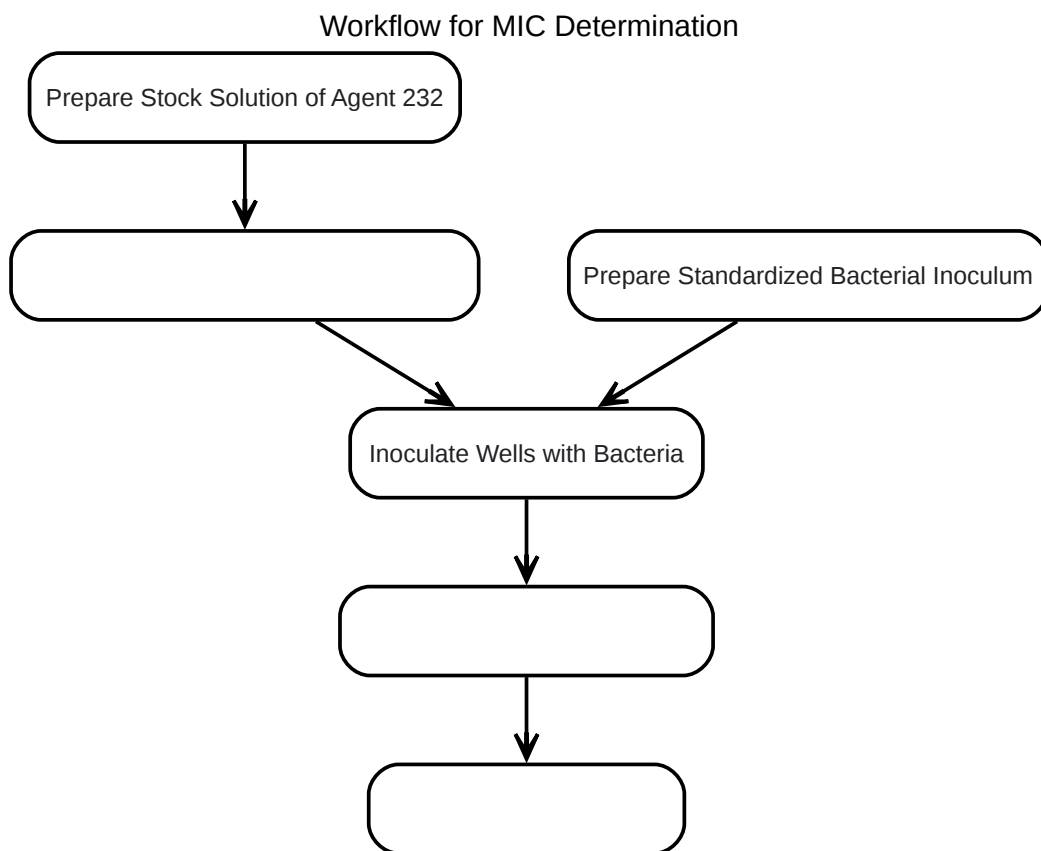 Workflow for MIC Determination
Prepare Stock Solution of Agent 232
Prepare Standardized Bacterial Inoculum
Inoculate Wells with Bacteria